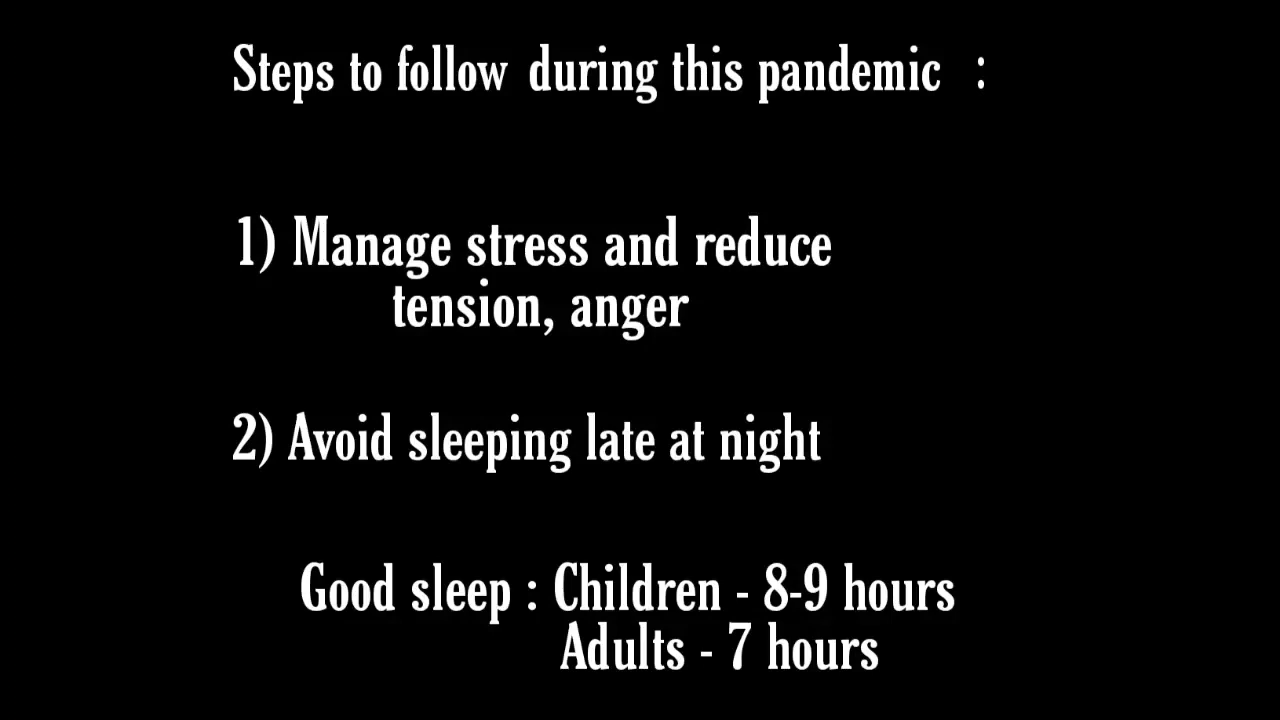 Steps to follow during this pandemic :
1) Manage stress and reduce
tension, anger
2) Avoid sleeping late at night
Good sleep : Children - 8-9 hours
Adults - 7 hours